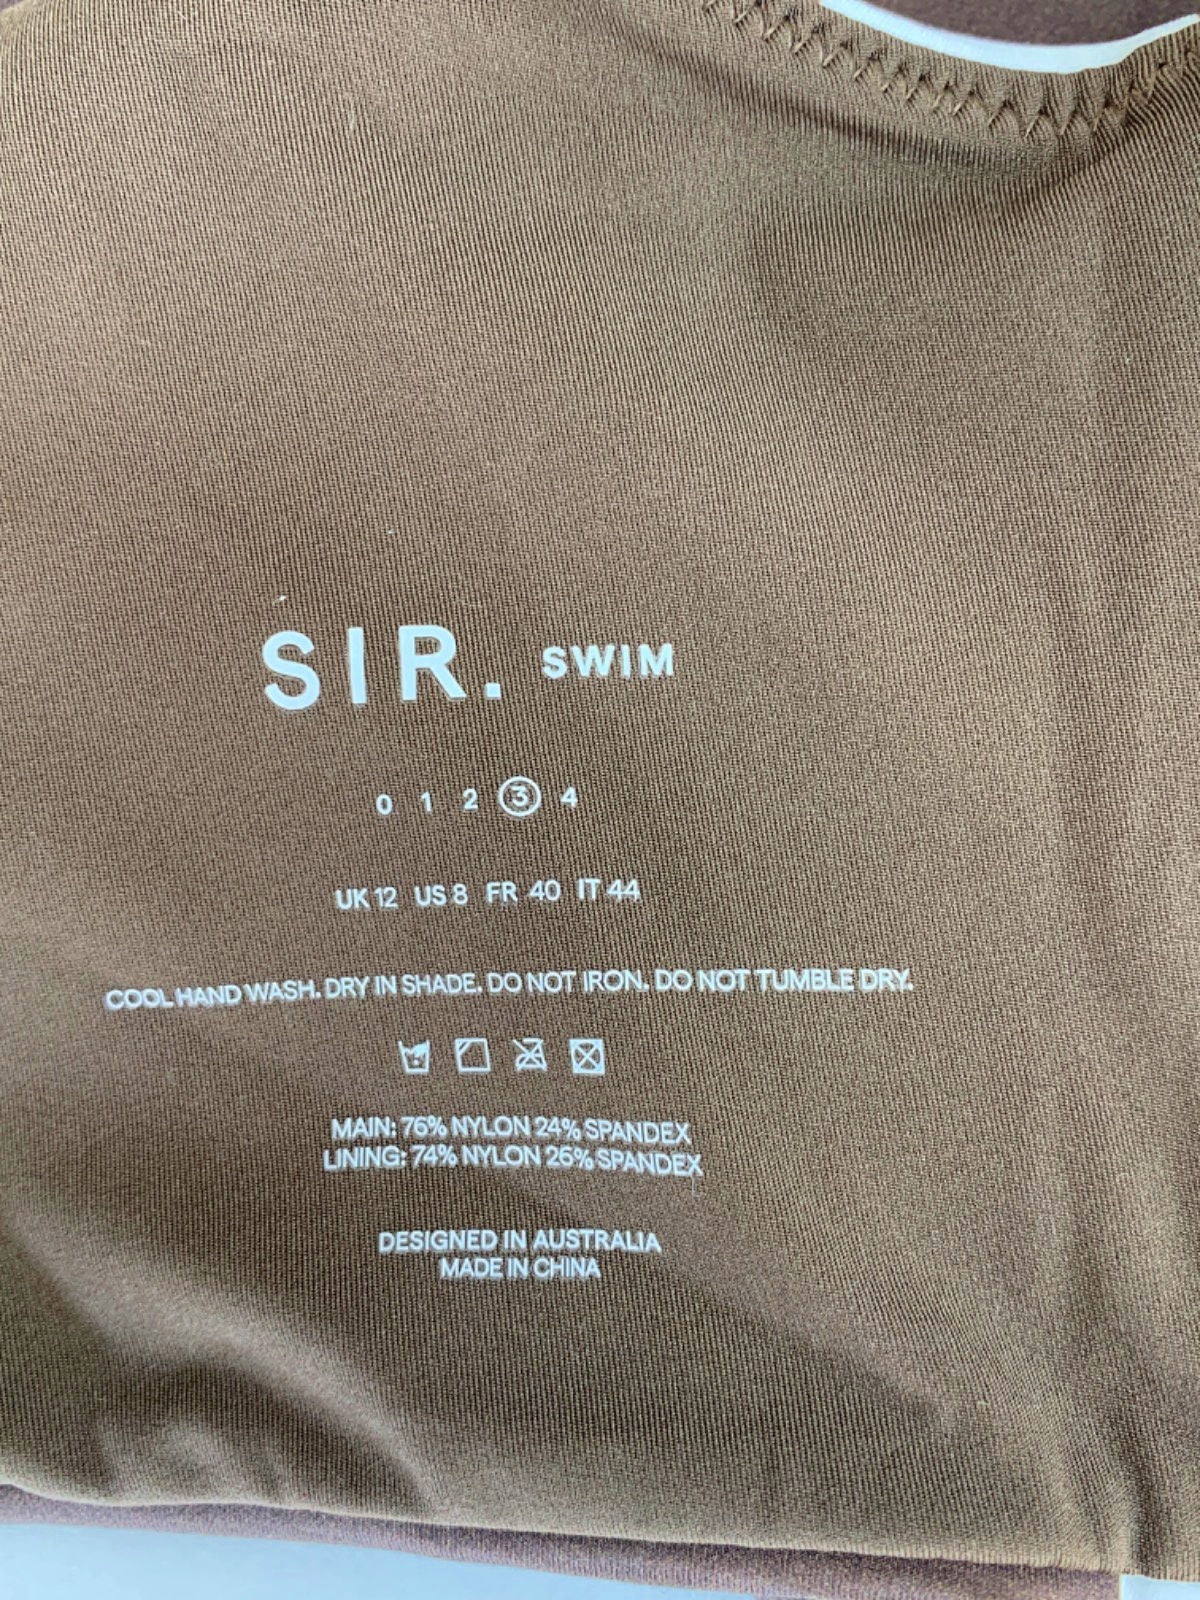 SIR. SWIM
0 1 2 3 4
UK 12 US 8 FR 40 IT 44
COOL HAND WASH. DRY IN SHADE. DO NOT IRON. DO NOT TUMBLE DRY.
MAIN: 76% NYLON 24% SPANDEX
LINING: 74% NYLON 26% SPANDEX
DESIGNED IN AUSTRALIA
MADE IN CHINA